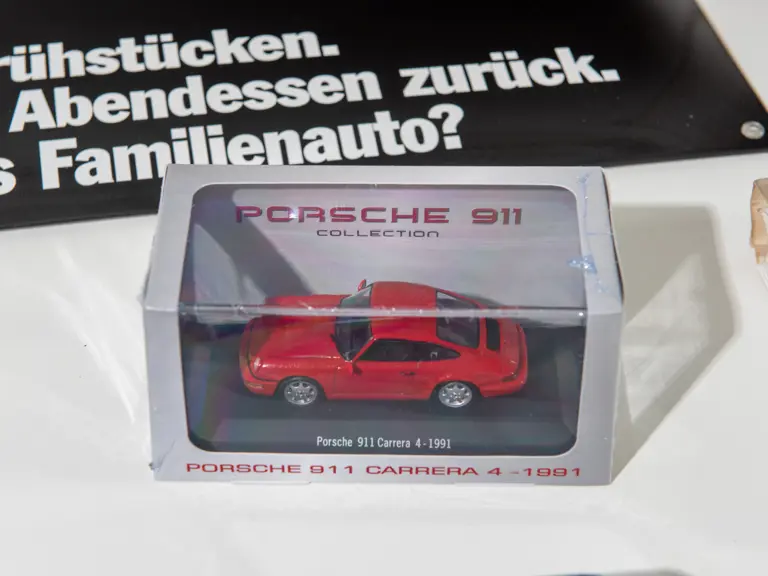 rühstücken.
Abendessen zurück.
s Familienauto?
PORSCHE 911
COLLECTION
Porsche 911 Carrera 4-1991
PORSCHE 911 CARRERA 4 -1991